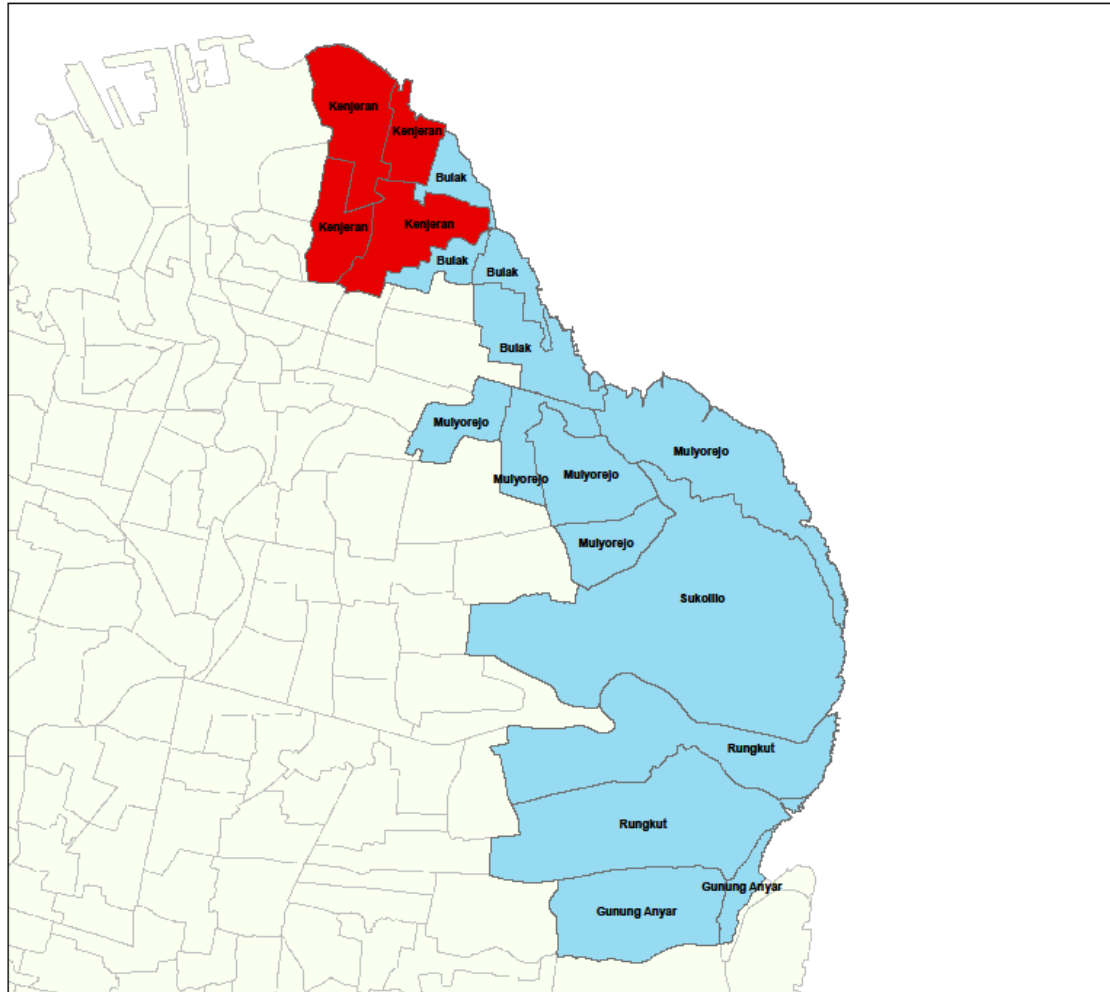 Kenjeran
Kenjeran
Bulak
Kenjeran
Kenjeran
Bulak
Bulak
Bulak
Mulyorejo
Mulyorejo
Mulyorejo
Mulyorejo
Mulyorejo
Sukolilo
Rungkut
Rungkut
Gunung Anyar
Gunung Anyar